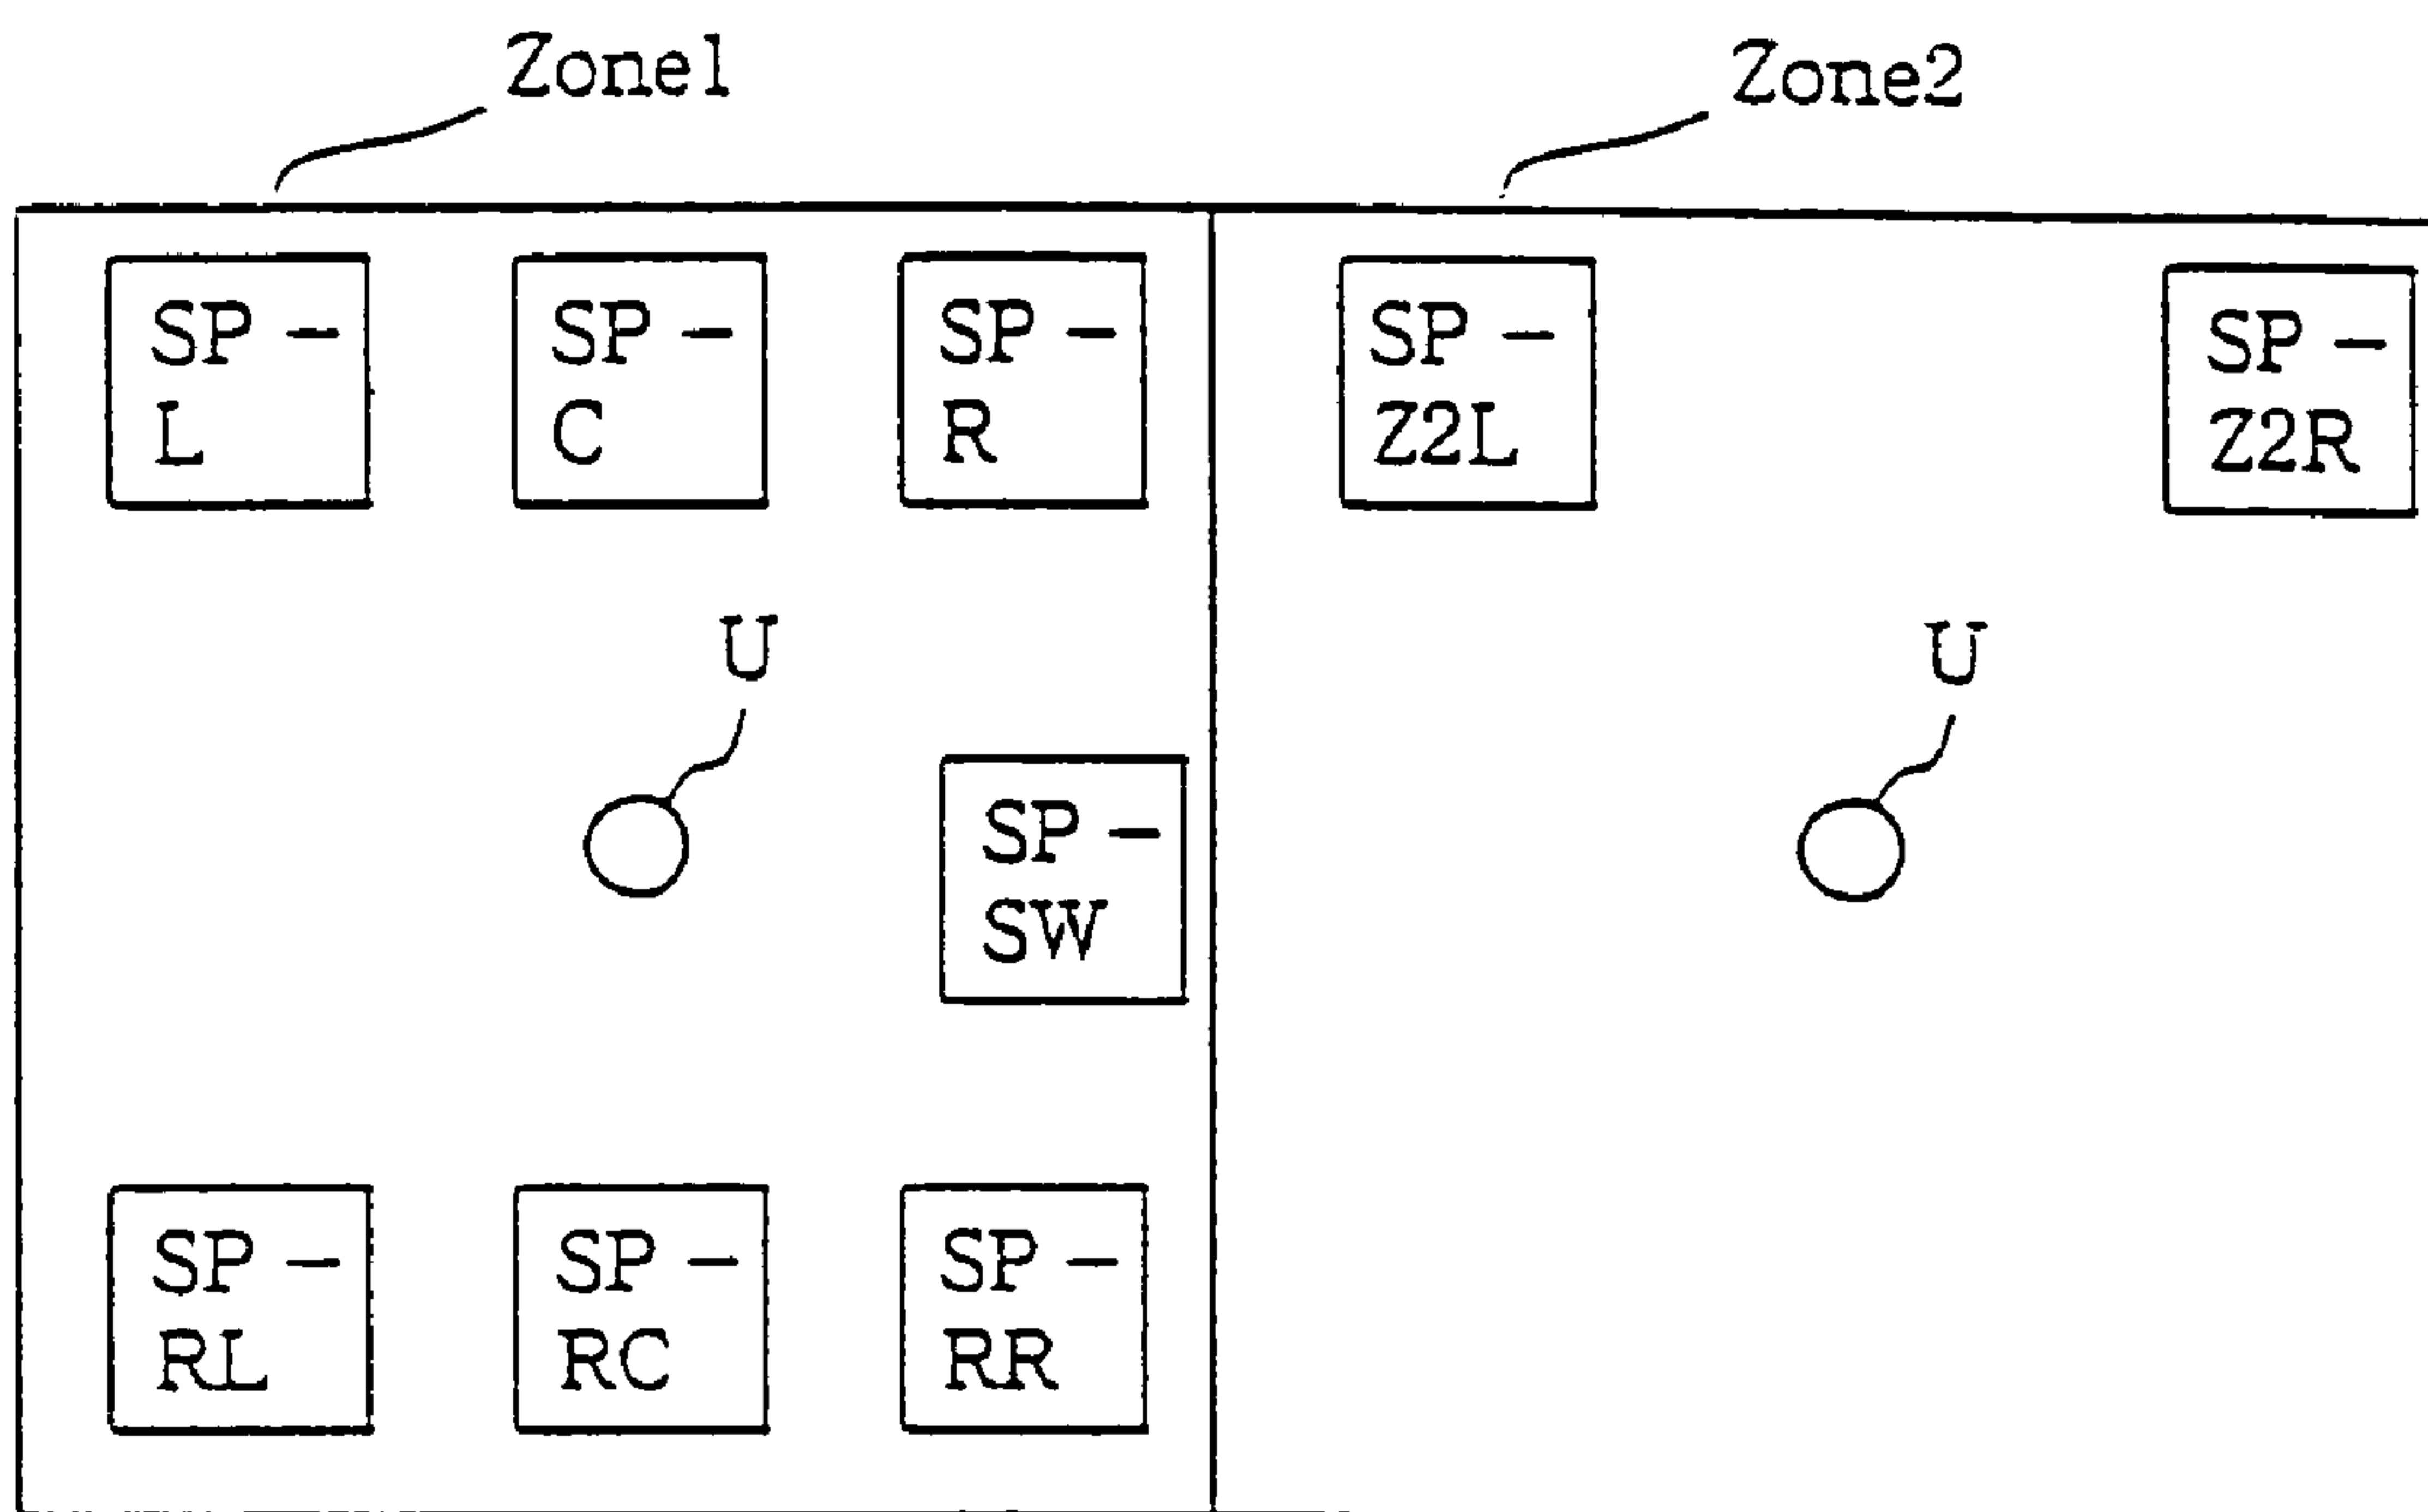 Zone1
Zone2
SP-
L
SP-
C
SP-
R
SP-
Z2L
SP-
Z2R
U
U
SP-
SW
SP-
RL
SP-
RC
SP-
RR